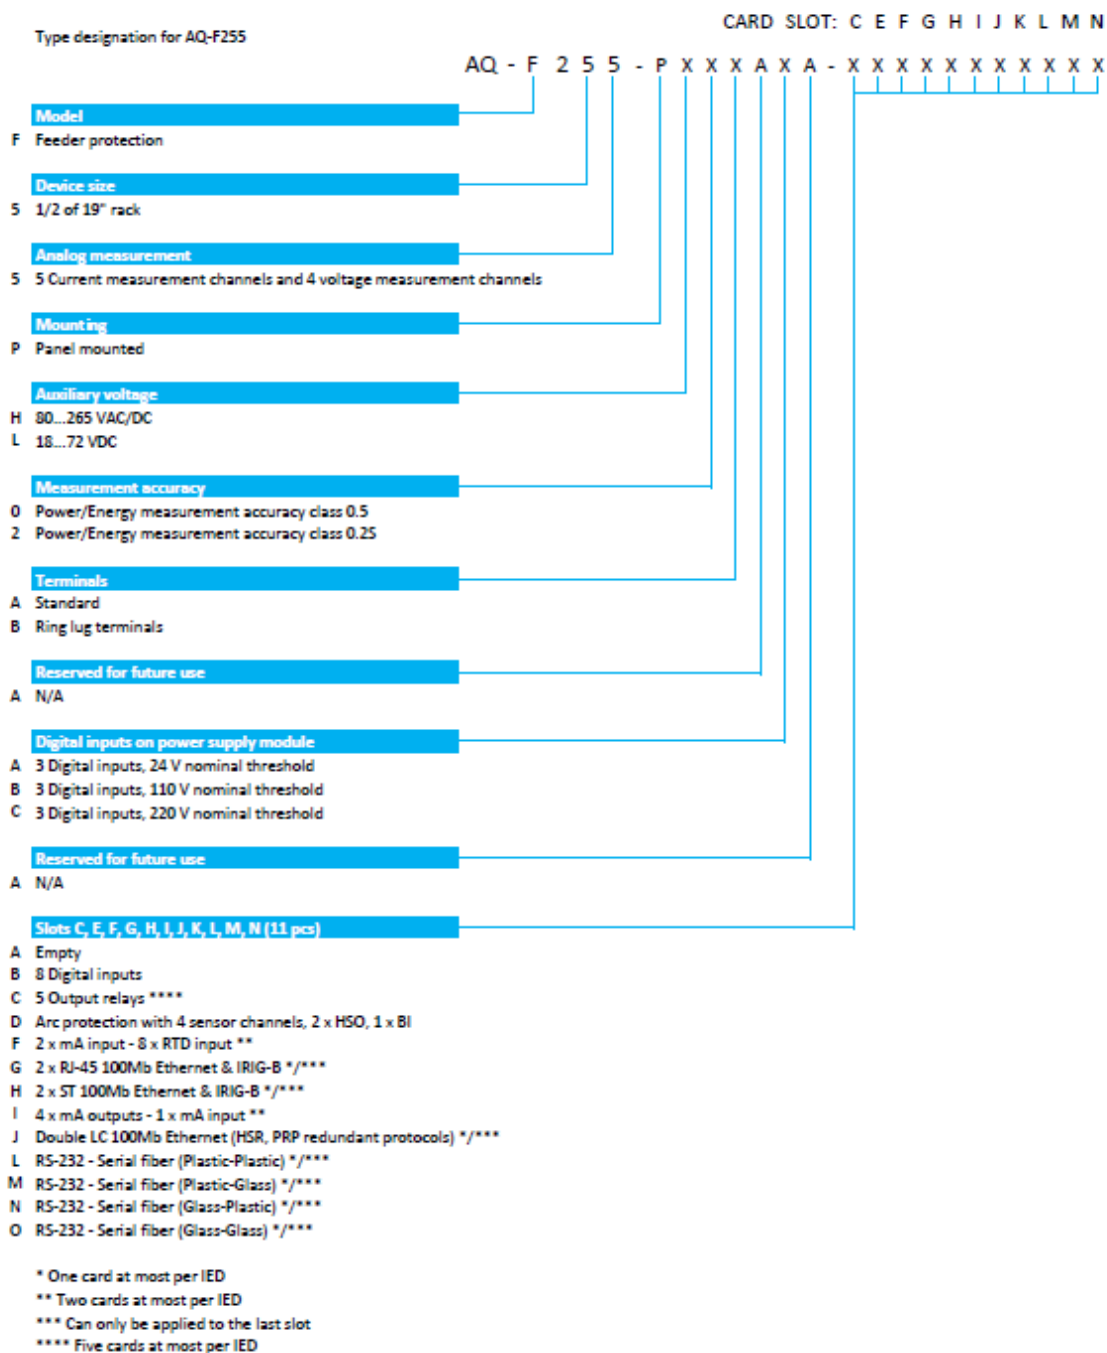 CARD SLOT: C E F G H I J K L M N
Type designation for AQ-F255
AQ - F 2 5 5 - P X X X A X A - X X X X X X X X X X X
Model
F Feeder protection
Device size
5 1/2 of 19" rack
Analog measurement
5 5 Current measurement channels and 4 voltage measurement channels
Mounting
P Panel mounted
Auxiliary voltage
H 80...265 VAC/DC
L 18...72 VDC
Measurement accuracy
0 Power/Energy measurement accuracy class 0.5
2 Power/Energy measurement accuracy class 0.2S
Terminals
A Standard
B Ring lug terminals
Reserved for future use
A N/A
Digital inputs on power supply module
A 3 Digital inputs, 24 V nominal threshold
B 3 Digital inputs, 110 V nominal threshold
C 3 Digital inputs, 220 V nominal threshold
Reserved for future use
A N/A
Slots C, E, F, G, H, I, J, K, L, M, N (11 pcs)
A Empty
B 8 Digital inputs
C 5 Output relays ****
D Arc protection with 4 sensor channels, 2 x HSO, 1 x BI
F 2 x mA input - 8 x RTD input **
G 2 x RJ-45 100Mb Ethernet & IRIG-B */***
H 2 x ST 100Mb Ethernet & IRIG-B */***
I 4 x mA outputs - 1 x mA input **
J Double LC 100Mb Ethernet (HSR, PRP redundant protocols) */***
L RS-232 - Serial fiber (Plastic-Plastic) */***
M RS-232 - Serial fiber (Plastic-Glass) */***
N RS-232 - Serial fiber (Glass-Plastic) */***
O RS-232 - Serial fiber (Glass-Glass) */***
* One card at most per IED
** Two cards at most per IED
*** Can only be applied to the last slot
**** Five cards at most per IED